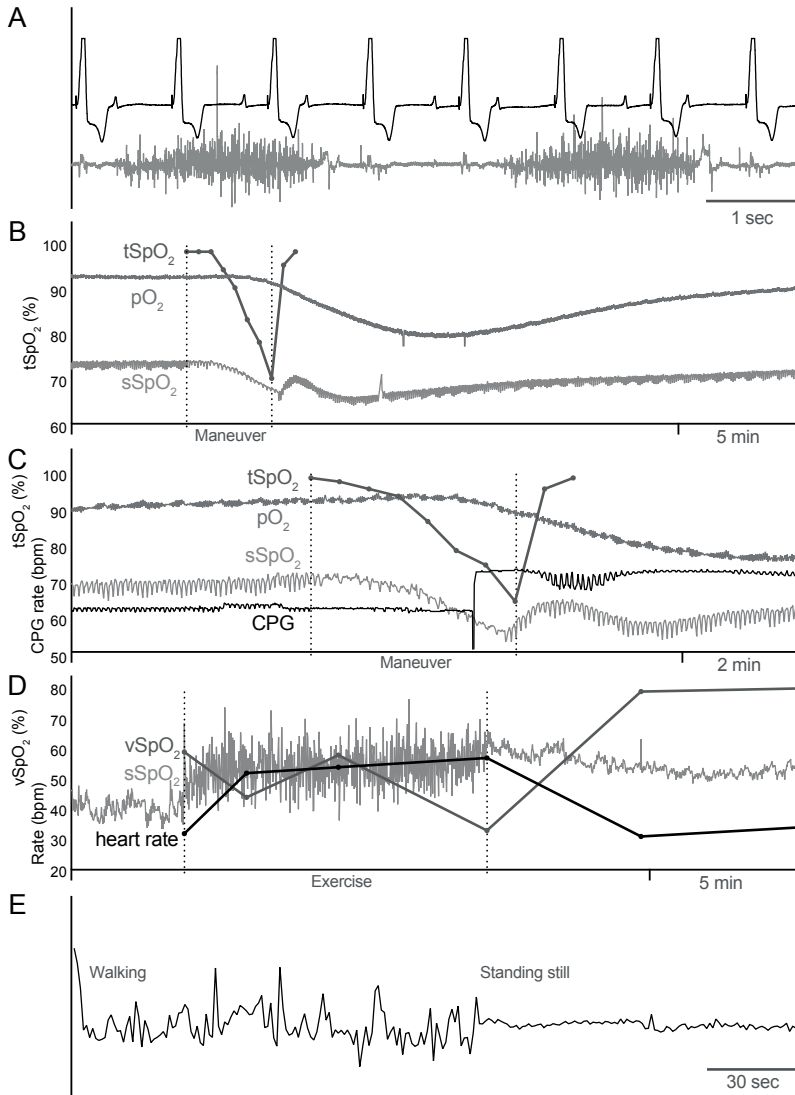 A
1 sec
B
100
90
80
70
60
tSpO2 (%)
tSpO2
pO2
sSpO2
Maneuver
5 min
C
100
90
80
70
60
50
tSpO2 (%)
CPG rate (bpm)
tSpO2
pO2
sSpO2
CPG
Maneuver
2 min
D
80
70
60
50
40
30
20
vSpO2 (%)
Rate (bpm)
vSpO2
sSpO2
heart rate
Exercise
5 min
E
Walking
Standing still
30 sec